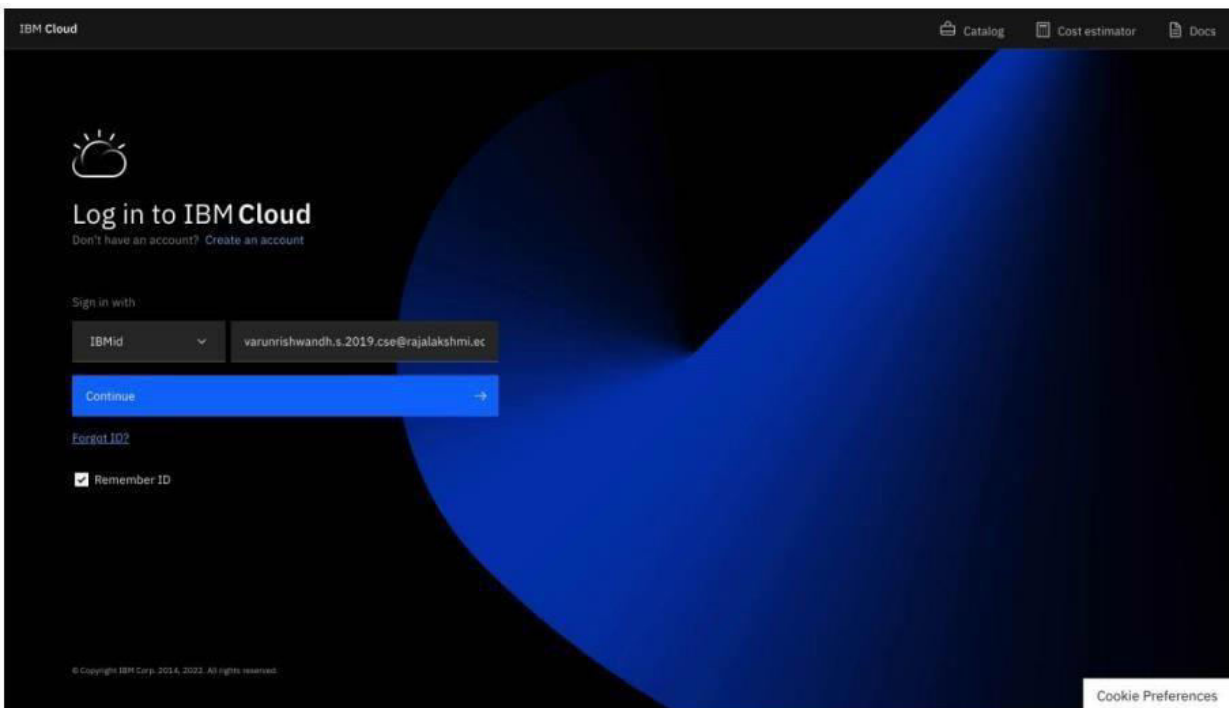 IBM Cloud
Catalog
Cost estimator
Docs
Log in to IBM Cloud
Don't have an account? Create an account
Sign in with
IBMid
varunrishwandh.s.2019.cse@rajalakshmi.ec
Continue
Forgot ID?
Remember ID
© Copyright IBM Corp. 2014, 2022. All rights reserved.
Cookie Preferences